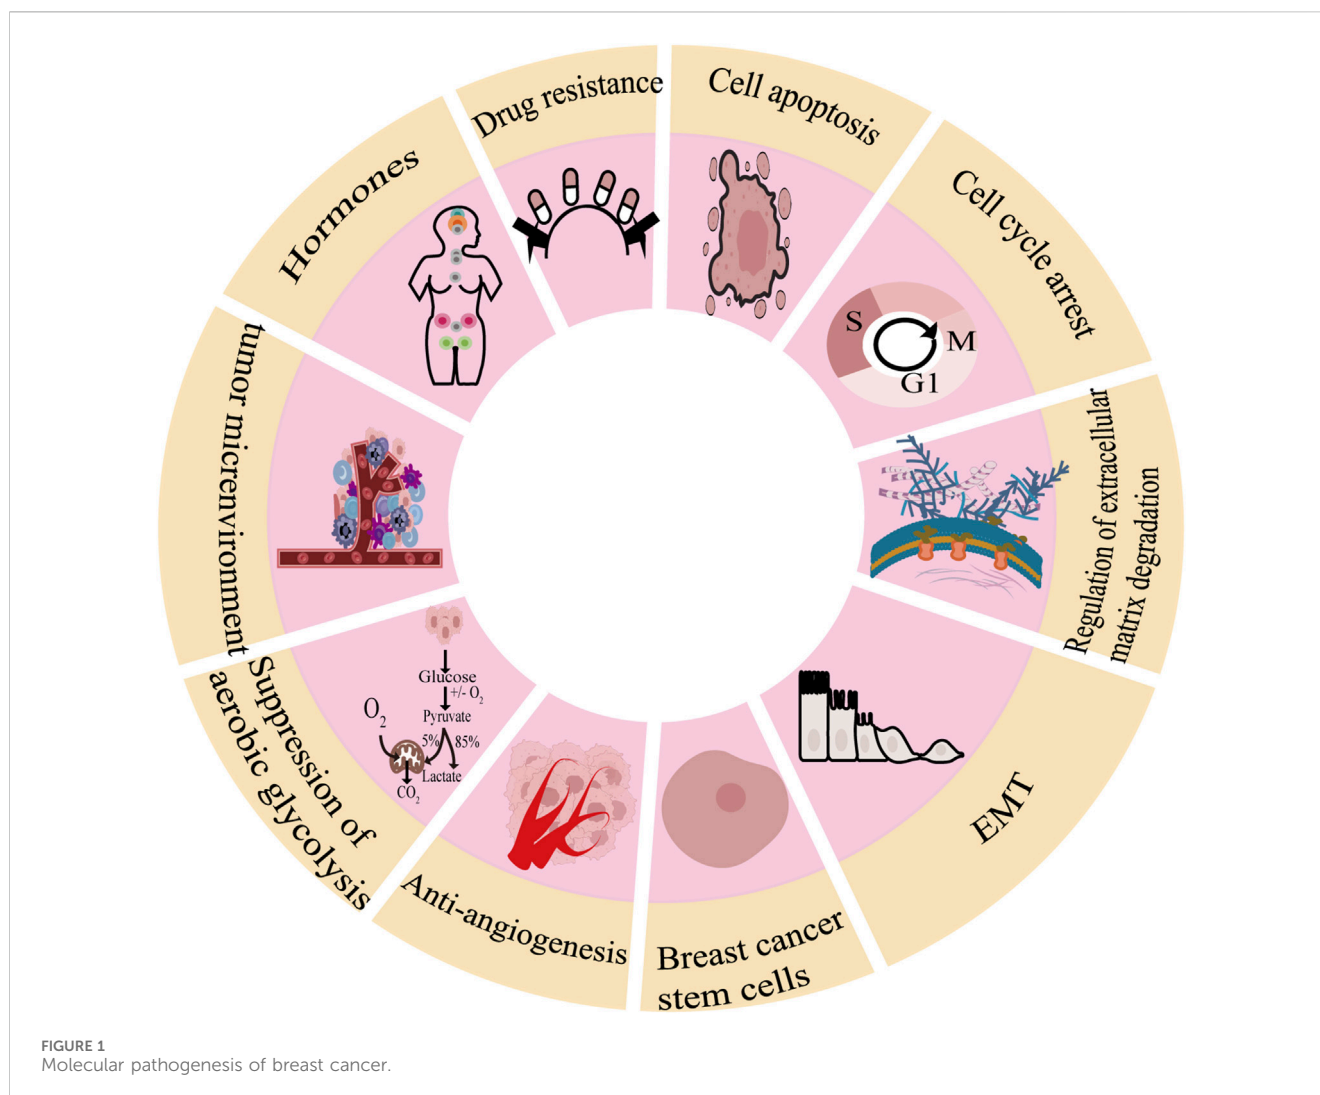 Drug resistance
Cell apoptosis
Cell cycle arrest
S
M
G1
Regulation of extracellular
matrix degradation
EMT
Breast cancer
stem cells
Anti-angiogenesis
Suppression of
aerobic glycolysis
Glucose
+/- O2
O2
Pyruvate
5%
85%
Lactate
CO2
tumor micrenvironment
Hormones
FIGURE 1
Molecular pathogenesis of breast cancer.